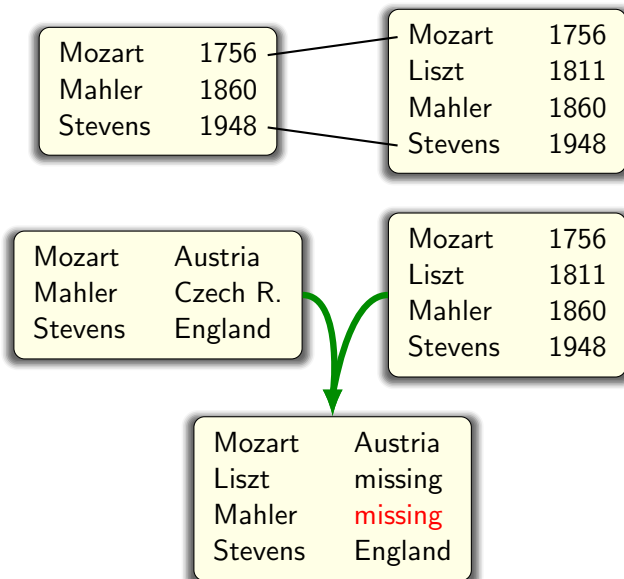 Mozart 1756
Mahler 1860
Stevens 1948
Mozart 1756
Liszt 1811
Mahler 1860
Stevens 1948
Mozart Austria
Mahler Czech R.
Stevens England
Mozart 1756
Liszt 1811
Mahler 1860
Stevens 1948
Mozart Austria
Liszt missing
Mahler missing
Stevens England